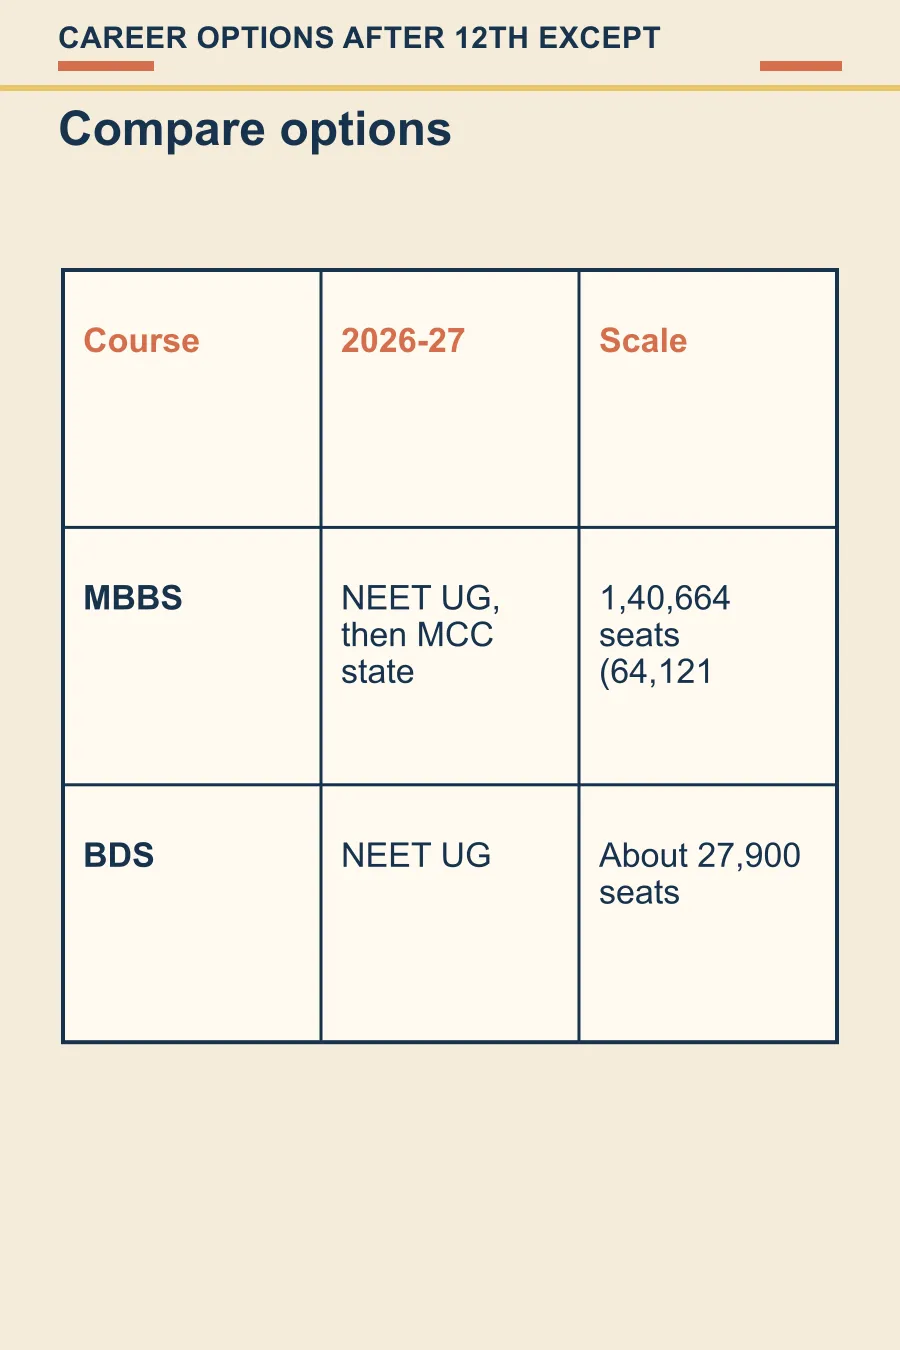 CAREER OPTIONS AFTER 12TH EXCEPT
Compare options
Course
2026-27
Scale
MBBS
NEET UG,
then MCC
state
1,40,664
seats
(64,121
BDS
NEET UG
About 27,900
seats